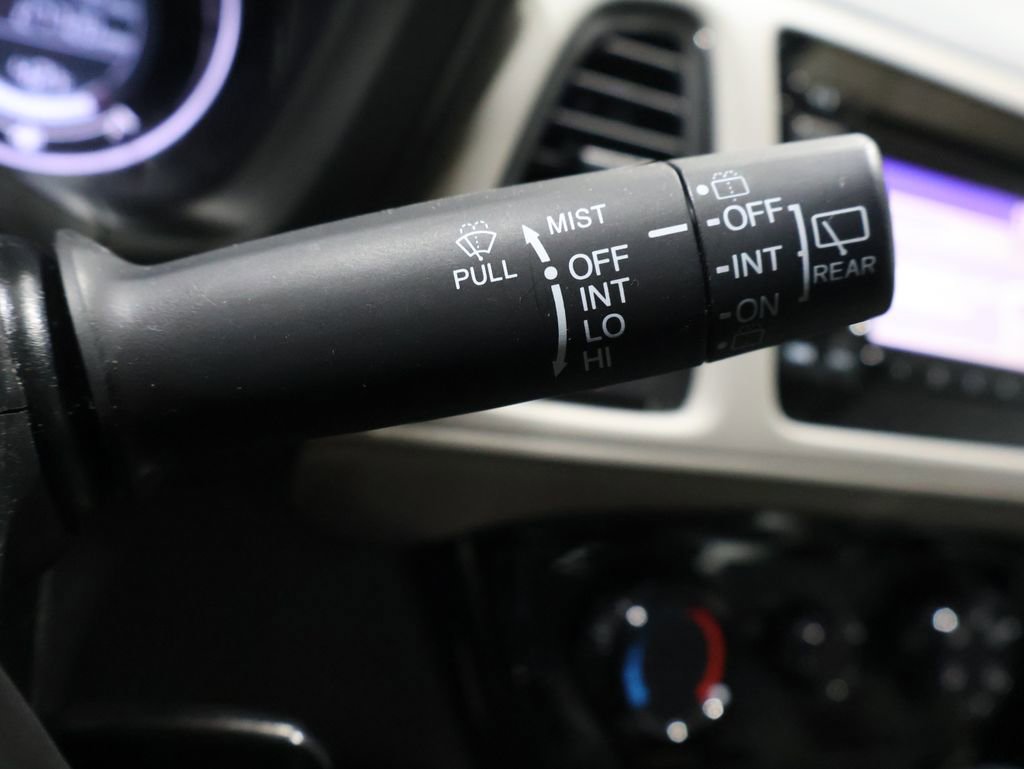 PULL
MIST
OFF
INT
LO
HI
-OFF
-INT
-ON
REAR